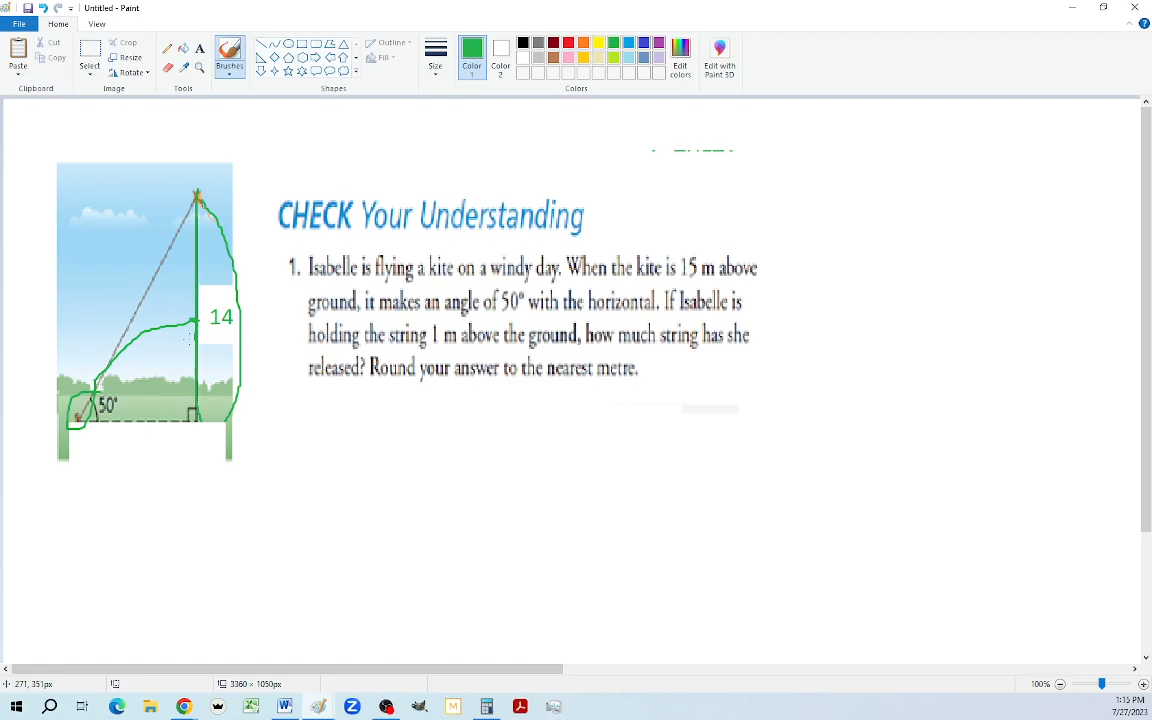 Untitled - Paint
File Home View
Paste
Cut
Copy
Clipboard
Select
Crop
Resize
Rotate
Image
Tools
Brushes
Shapes
Outline
Fill
Size
Color 1
Color 2
Colors
Edit colors
Edit with Paint 3D
CHECK Your Understanding
1. Isabelle is flying a kite on a windy day. When the kite is 15 m above
ground, it makes an angle of 50° with the horizontal. If Isabelle is
holding the string 1 m above the ground, how much string has she
released? Round your answer to the nearest metre.
14
50°
271, 351px
3360 × 1050px
100%
1:15 PM
7/27/2023